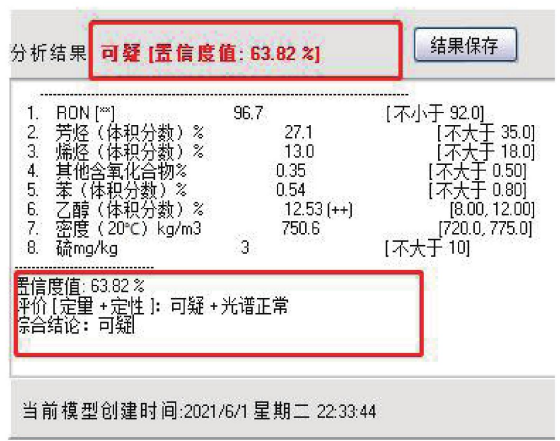 分析结果 可疑 [置信度值: 63.82 %] 结果保存
1. RON [**] 96.7 [不小于 92.0]
2. 芳烃（体积分数）% 27.1 [不大于 35.0]
3. 烯烃（体积分数）% 13.0 [不大于 18.0]
4. 其他含氧化合物% 0.35 [不大于 0.50]
5. 苯（体积分数）% 0.54 [不大于 0.80]
6. 乙醇（体积分数）% 12.53 (++) [8.00, 12.00]
7. 密度（20℃）kg/m3 750.6 [720.0, 775.0]
8. 硫mg/kg 3 [不大于 10]
置信度值: 63.82 %
评价 [定量 + 定性 ]: 可疑 + 光谱正常
综合结论: 可疑
当前模型创建时间:2021/6/1 星期二 22:33:44